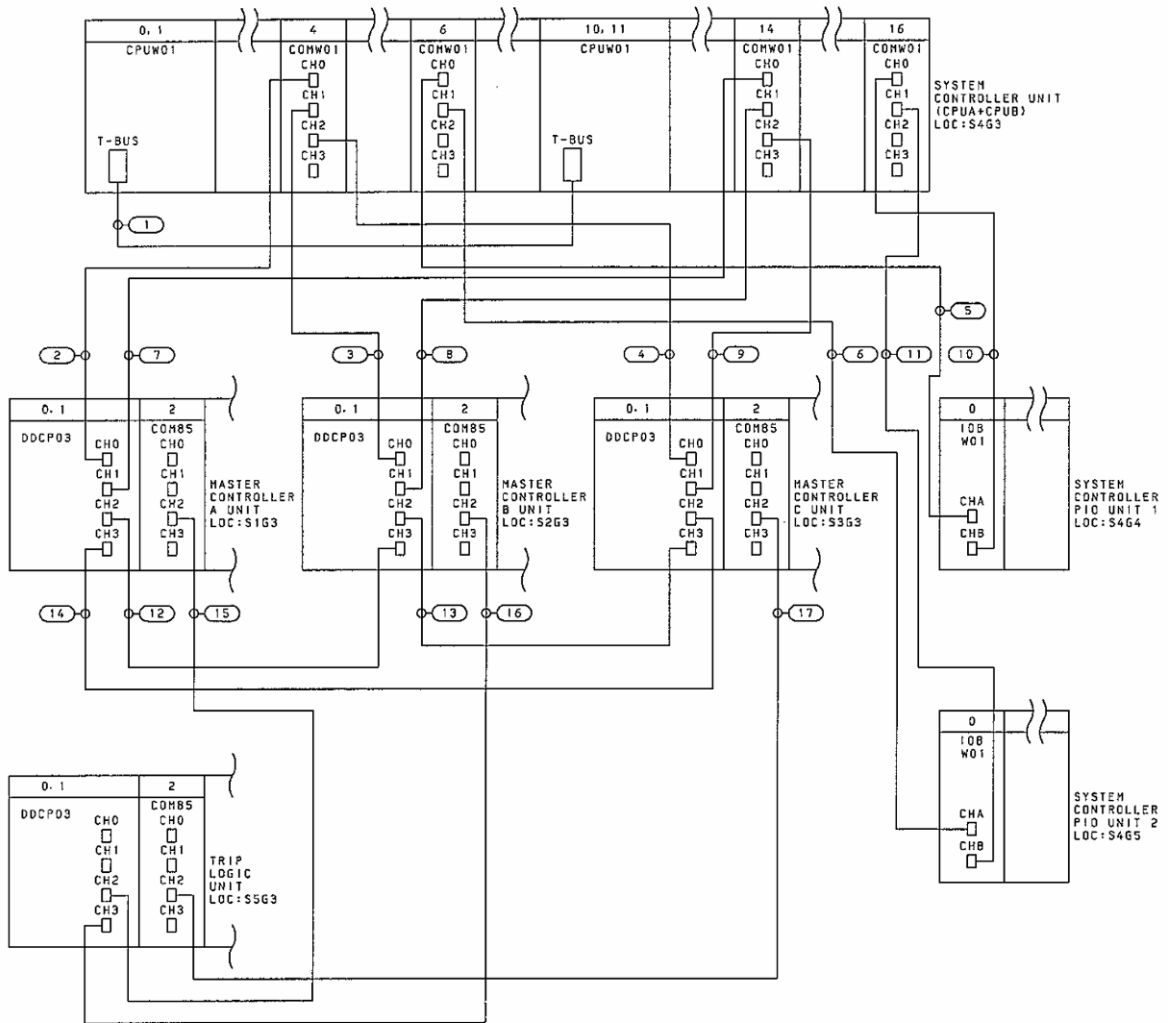 0, 1
4
6
10, 11
14
16
CPUW01
COMW01
COMW01
CPUW01
COMW01
COMW01
CH0
CH1
CH2
CH3
CH0
CH1
CH2
CH3
CH0
CH1
CH2
CH3
CH0
CH1
CH2
CH3
T-BUS
T-BUS
SYSTEM
CONTROLLER UNIT
(CPUA+CPUB)
LOC:S4G3
1
5
2
7
3
8
4
9
6
11
10
0, 1
2
DDCP03
COM85
CH0
CH1
CH2
CH3
CH0
CH1
CH2
CH3
MASTER
CONTROLLER
A UNIT
LOC:S1G3
0, 1
2
DDCP03
COM85
CH0
CH1
CH2
CH3
CH0
CH1
CH2
CH3
MASTER
CONTROLLER
B UNIT
LOC:S2G3
0, 1
2
DDCP03
COM85
CH0
CH1
CH2
CH3
CH0
CH1
CH2
CH3
MASTER
CONTROLLER
C UNIT
LOC:S3G3
0
IOB
W01
CHA
CHB
SYSTEM
CONTROLLER
PIO UNIT 1
LOC:S4G4
14
12
15
13
16
17
0
IOB
W01
CHA
CHB
SYSTEM
CONTROLLER
PIO UNIT 2
LOC:S4G5
0, 1
2
DDCP03
COM85
CH0
CH1
CH2
CH3
CH0
CH1
CH2
CH3
TRIP
LOGIC
UNIT
LOC:S5G3